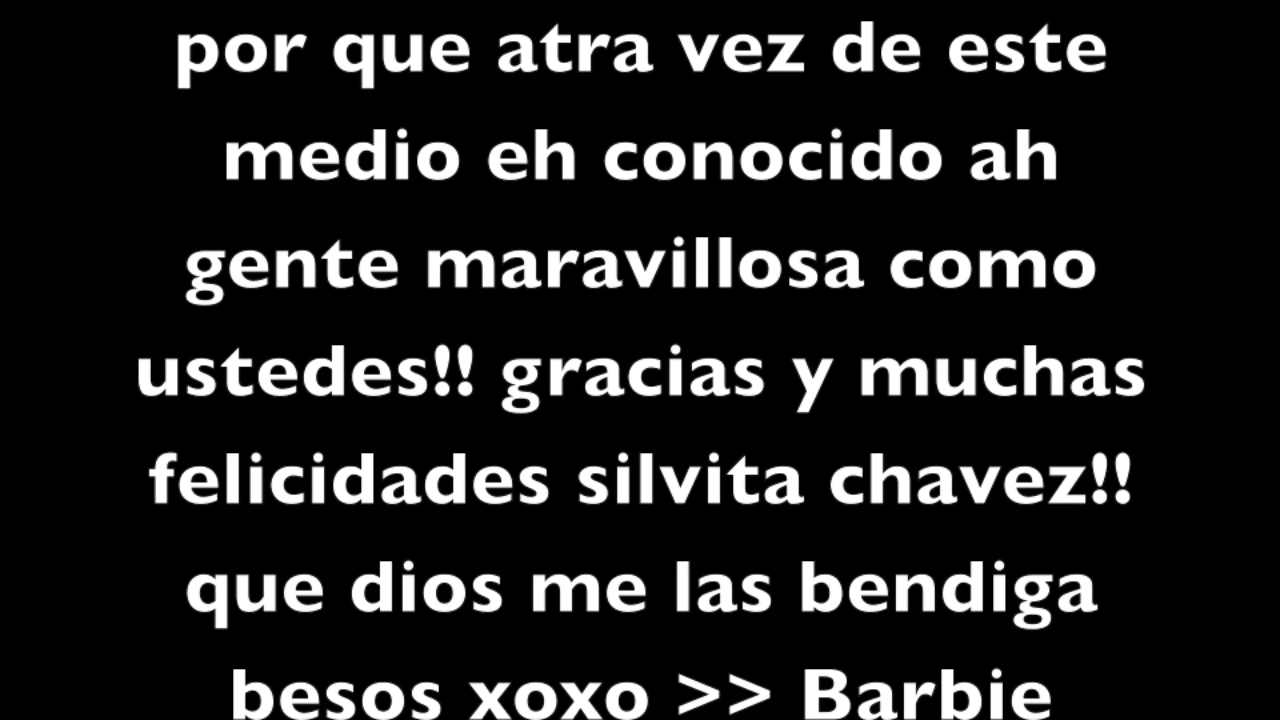 por que atra vez de este
medio eh conocido ah
gente maravillosa como
ustedes!! gracias y muchas
felicidades silvita chavez!!
que dios me las bendiga
besos xoxo >> Barbie